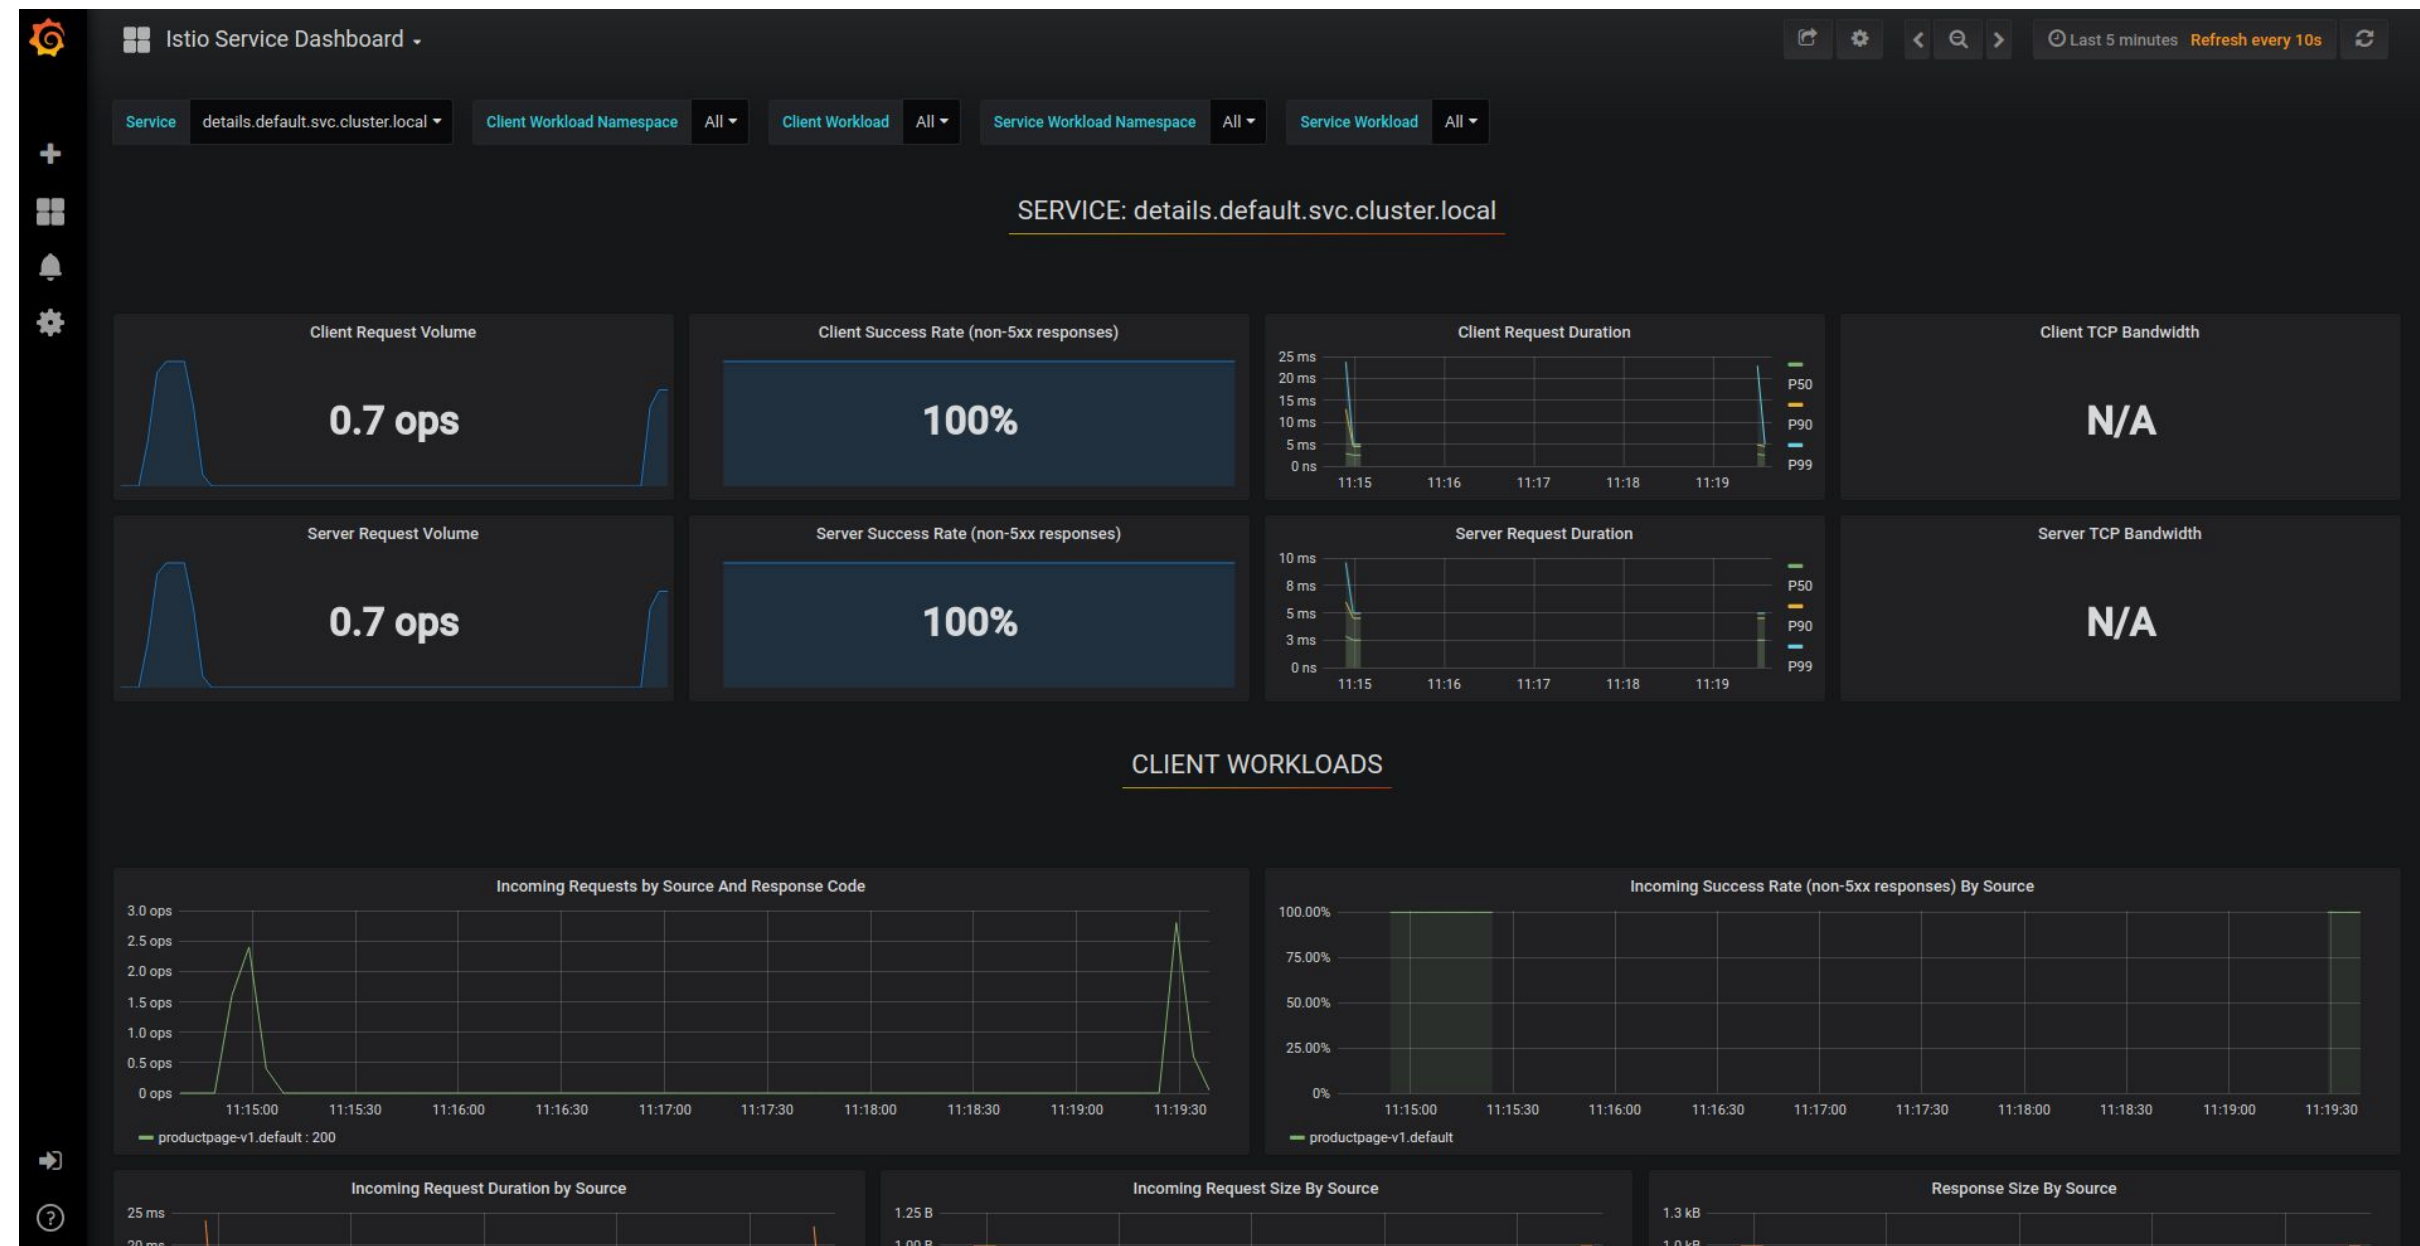 Istio Service Dashboard
Last 5 minutes Refresh every 10s
Service details.default.svc.cluster.local Client Workload Namespace All Client Workload All Service Workload Namespace All Service Workload All
SERVICE: details.default.svc.cluster.local
Client Request Volume
0.7 ops
Client Success Rate (non-5xx responses)
100%
Client Request Duration
25 ms
20 ms
15 ms
10 ms
5 ms
0 ns
11:15 11:16 11:17 11:18 11:19
P50
P90
P99
Client TCP Bandwidth
N/A
Server Request Volume
0.7 ops
Server Success Rate (non-5xx responses)
100%
Server Request Duration
10 ms
8 ms
5 ms
3 ms
0 ns
11:15 11:16 11:17 11:18 11:19
P50
P90
P99
Server TCP Bandwidth
N/A
CLIENT WORKLOADS
Incoming Requests by Source And Response Code
3.0 ops
2.5 ops
2.0 ops
1.5 ops
1.0 ops
0.5 ops
0 ops
11:15:00 11:15:30 11:16:00 11:16:30 11:17:00 11:17:30 11:18:00 11:18:30 11:19:00 11:19:30
productpage-v1.default : 200
Incoming Success Rate (non-5xx responses) By Source
100.00%
75.00%
50.00%
25.00%
0%
11:15:00 11:15:30 11:16:00 11:16:30 11:17:00 11:17:30 11:18:00 11:18:30 11:19:00 11:19:30
productpage-v1.default
Incoming Request Duration by Source
25 ms
20 ms
Incoming Request Size By Source
1.25 B
1.00 B
Response Size By Source
1.3 kB
1.0 kB